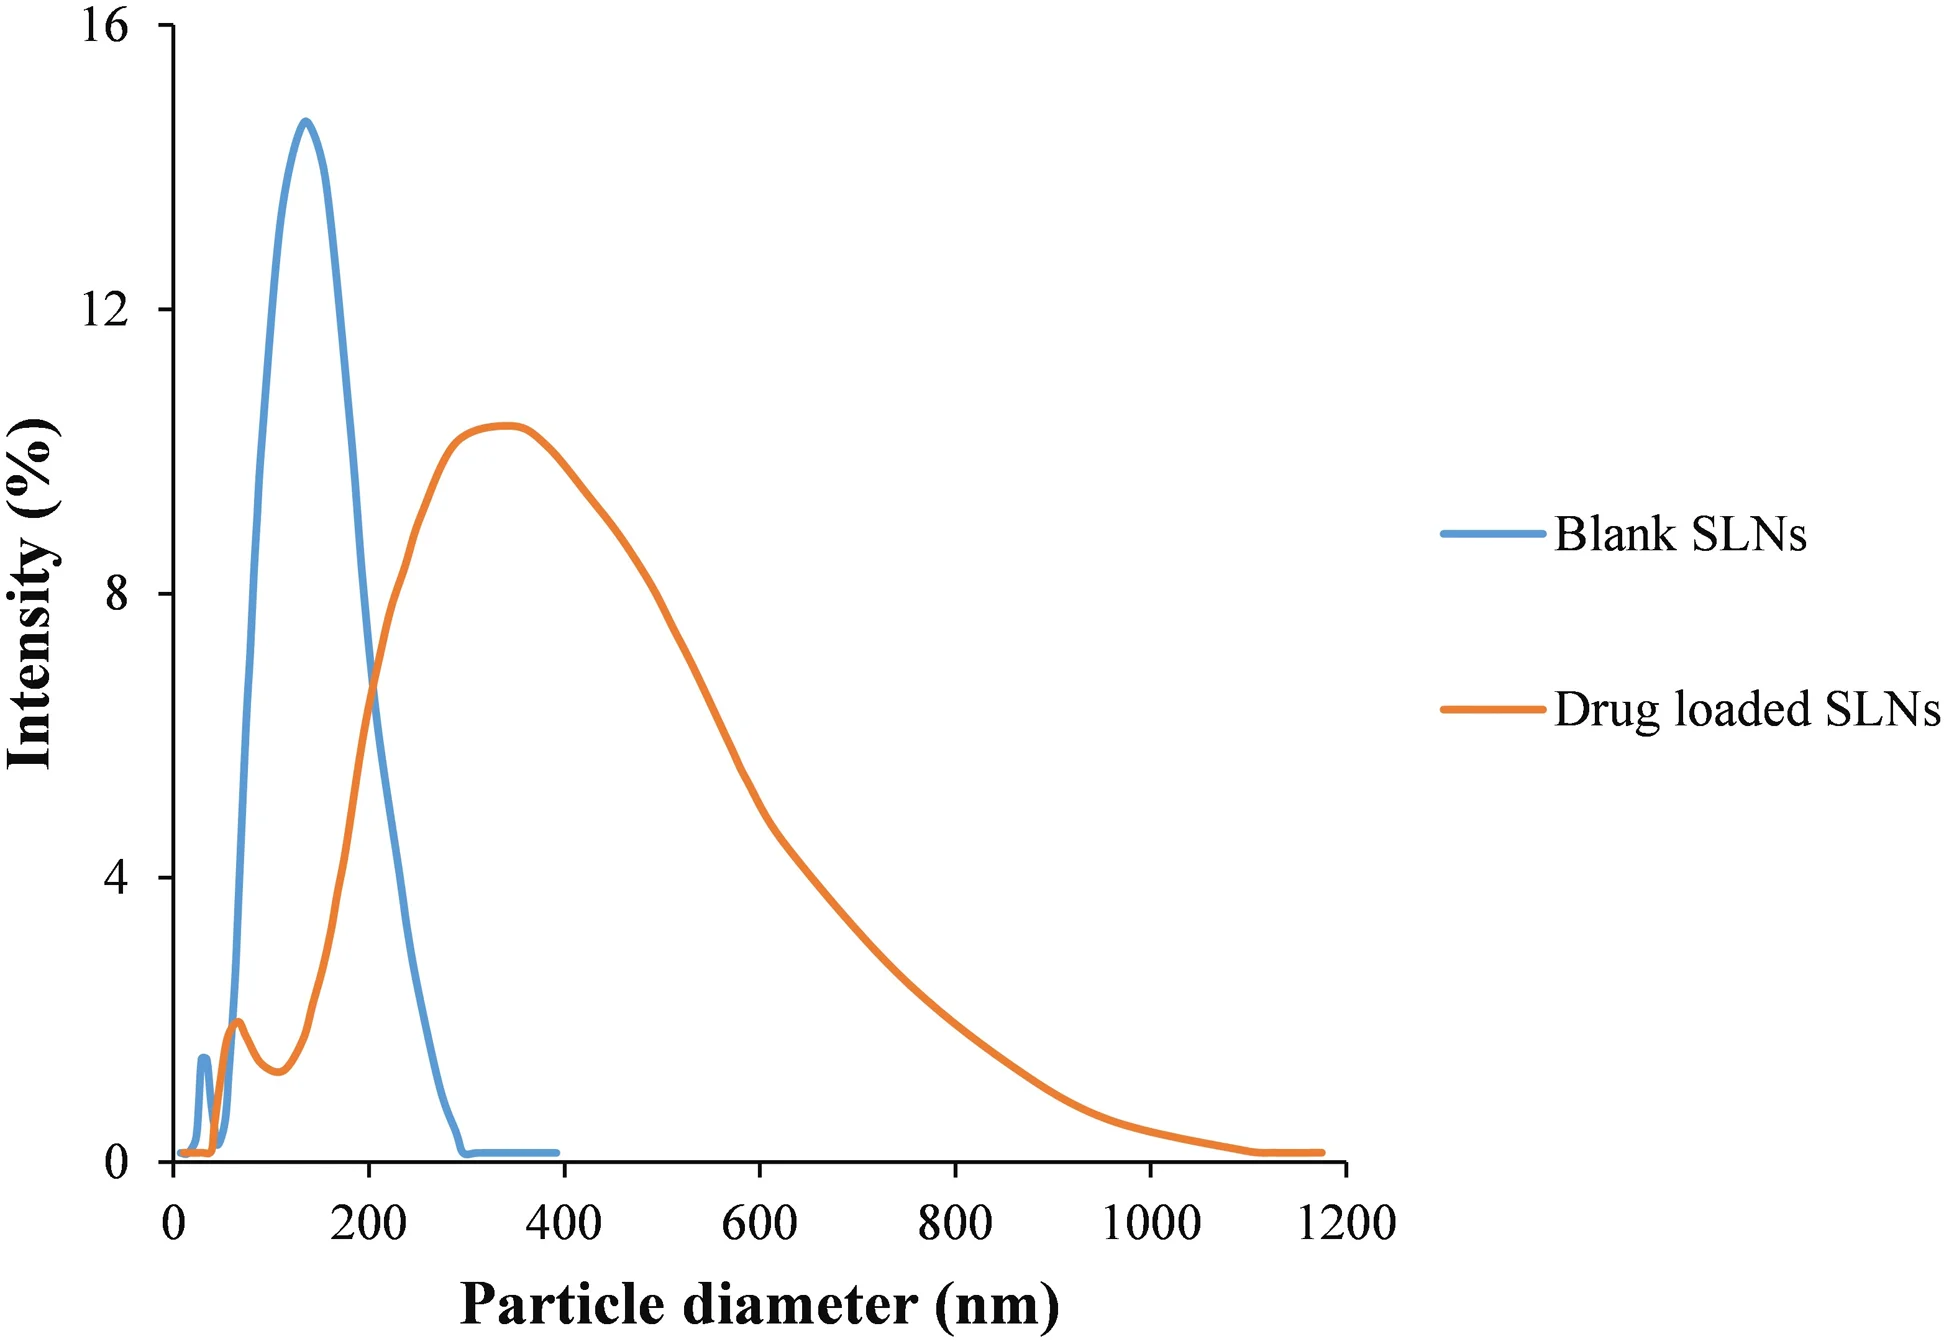 16
12
8
4
0
Intensity (%)
0 200 400 600 800 1000 1200
Particle diameter (nm)
Blank SLNs
Drug loaded SLNs